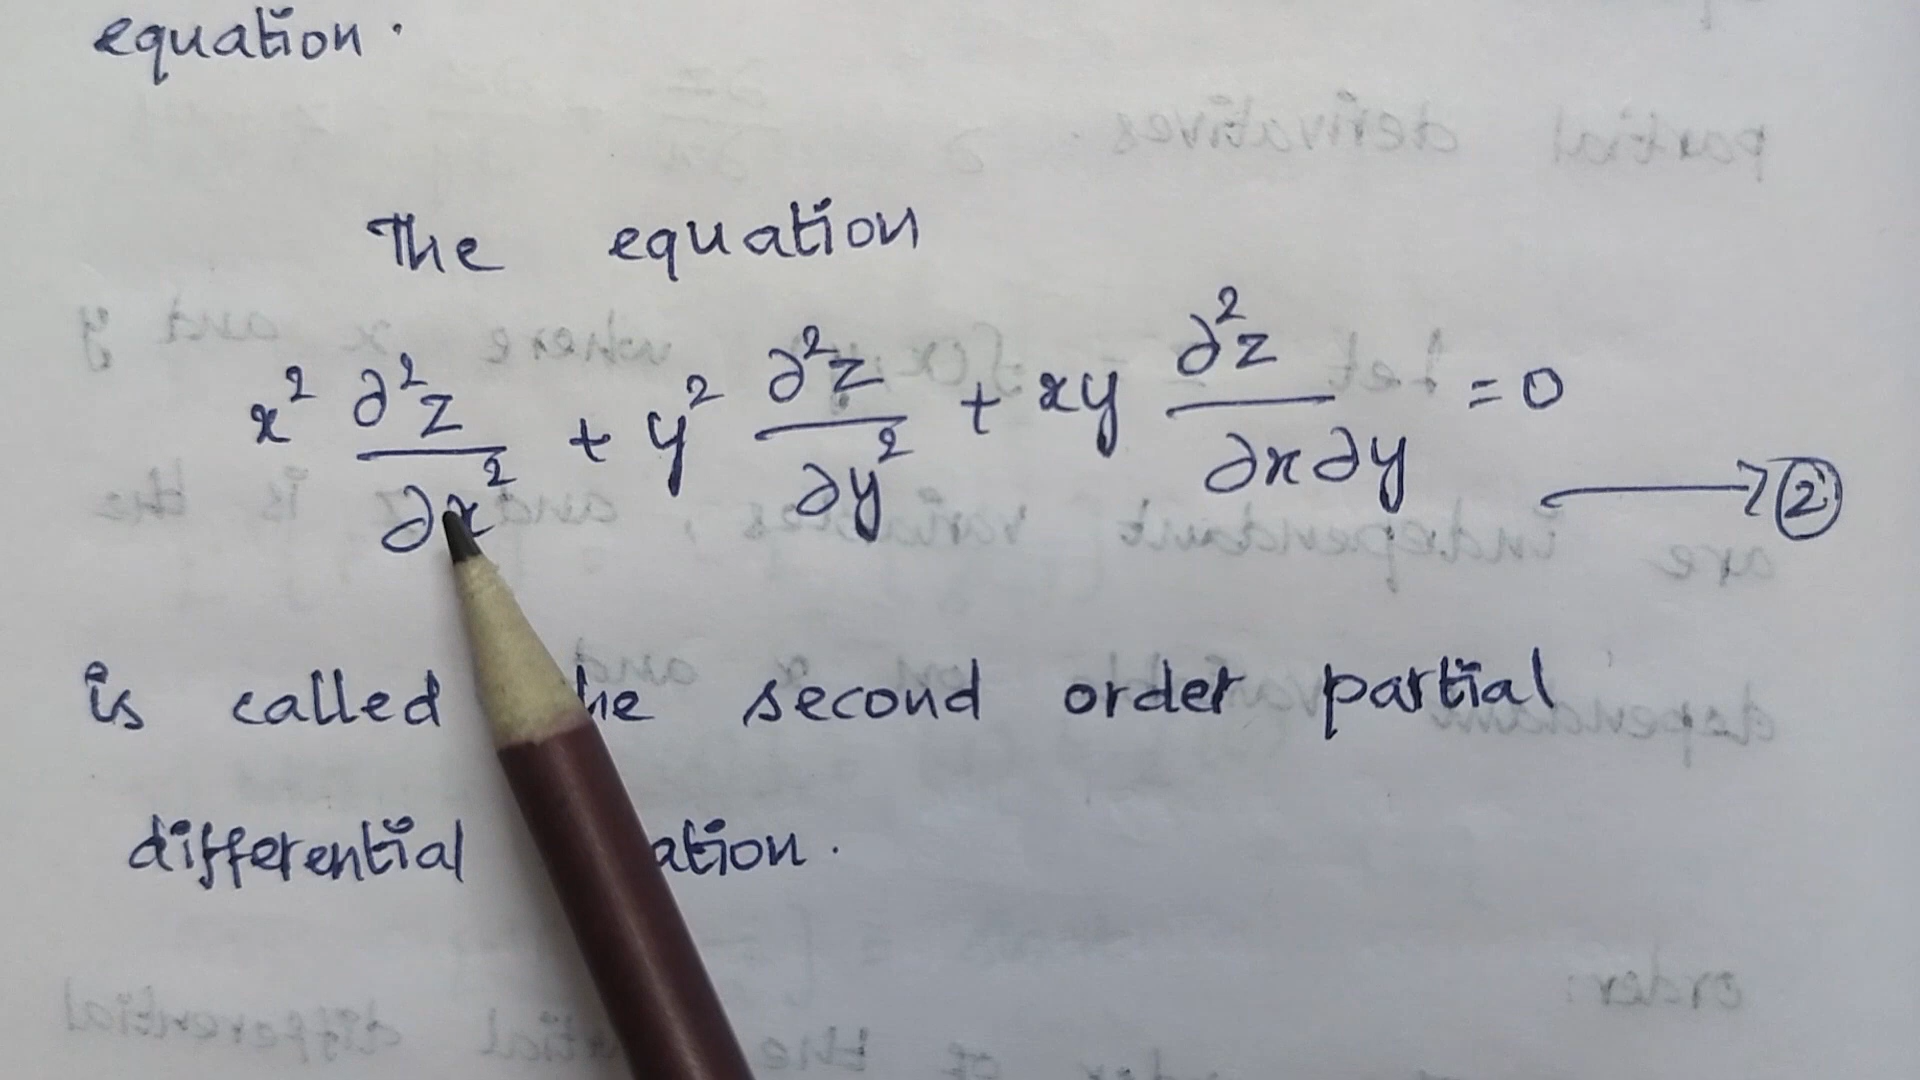 equation.
The equation
x² ∂²z/∂x² + y² ∂²z/∂y² + xy ∂²z/∂x∂y = 0 → ②
is called he second order partial
differential ation.